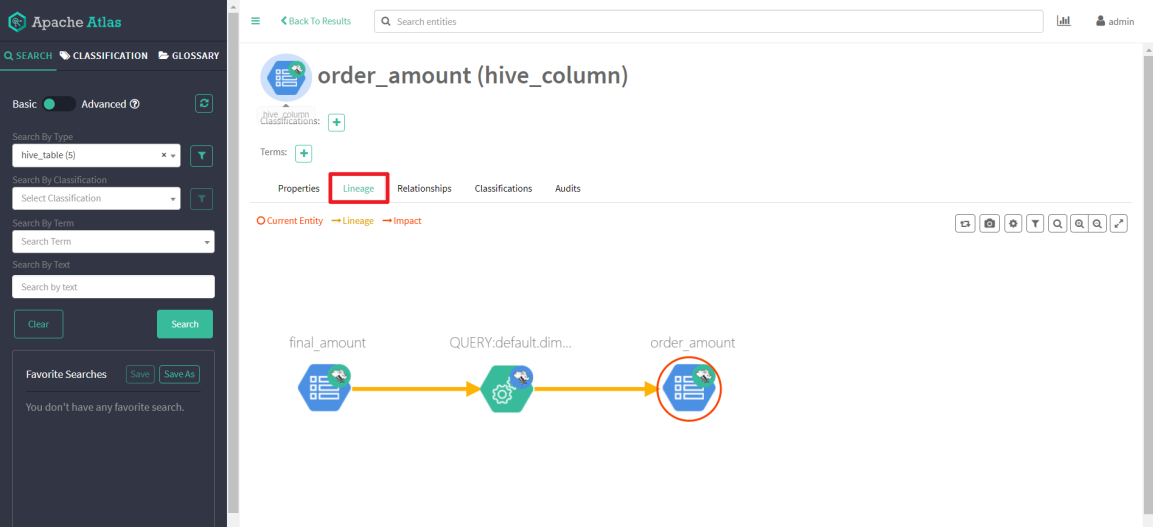 Apache Atlas
SEARCH CLASSIFICATION GLOSSARY
Basic Advanced
Search By Type
hive_table (5)
Search By Classification
Select Classification
Search By Term
Search Term
Search By Text
Search by text
Clear Search
Favorite Searches Save Save As
You don't have any favorite search.
Back To Results Search entities admin
order_amount (hive_column)
hive_column
Classifications:
Terms:
Properties Lineage Relationships Classifications Audits
Current Entity Lineage Impact
final_amount QUERY:default.dim... order_amount